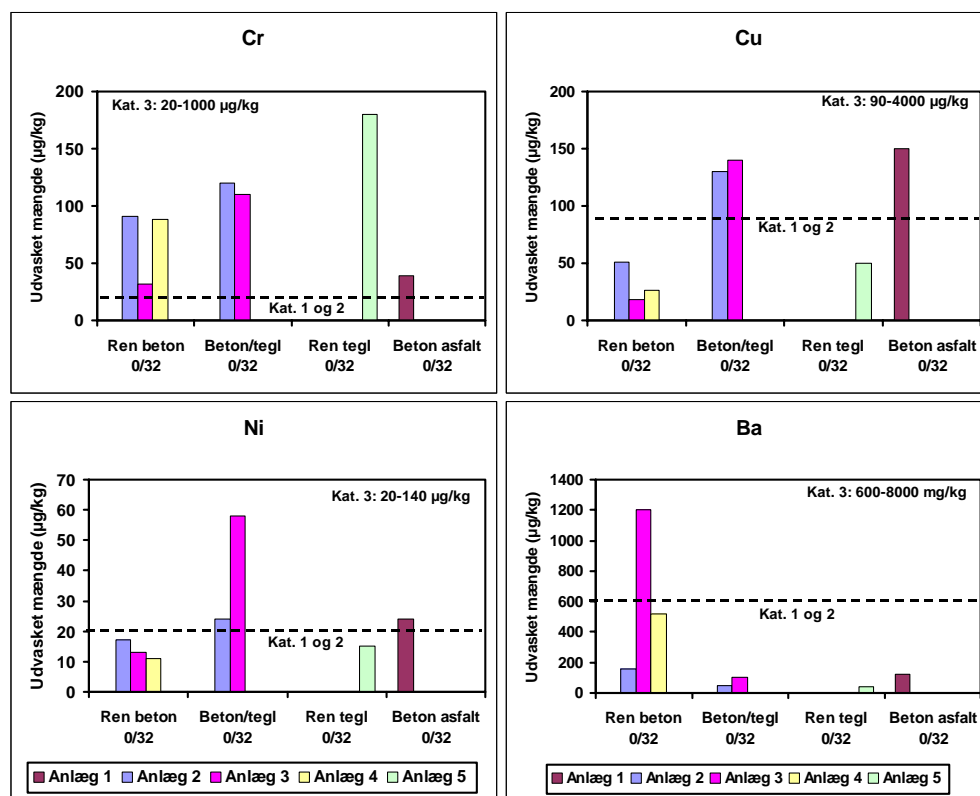 Cr
Udvasket mængde (µg/kg)
200
150
100
50
0
Kat. 3: 20-1000 µg/kg
Kat. 1 og 2
Ren beton 0/32
Beton/tegl 0/32
Ren tegl 0/32
Beton asfalt 0/32
Cu
Udvasket mængde (µg/kg)
200
150
100
50
0
Kat. 3: 90-4000 µg/kg
Kat. 1 og 2
Ren beton 0/32
Beton/tegl 0/32
Ren tegl 0/32
Beton asfalt 0/32
Ni
Udvasket mængde (µg/kg)
70
60
50
40
30
20
10
0
Kat. 3: 20-140 µg/kg
Kat. 1 og 2
Ren beton 0/32
Beton/tegl 0/32
Ren tegl 0/32
Beton asfalt 0/32
Anlæg 1 Anlæg 2 Anlæg 3 Anlæg 4 Anlæg 5
Ba
Udvasket mængde (µg/kg)
1400
1200
1000
800
600
400
200
0
Kat. 3: 600-8000 mg/kg
Kat. 1 og 2
Ren beton 0/32
Beton/tegl 0/32
Ren tegl 0/32
Beton asfalt 0/32
Anlæg 1 Anlæg 2 Anlæg 3 Anlæg 4 Anlæg 5